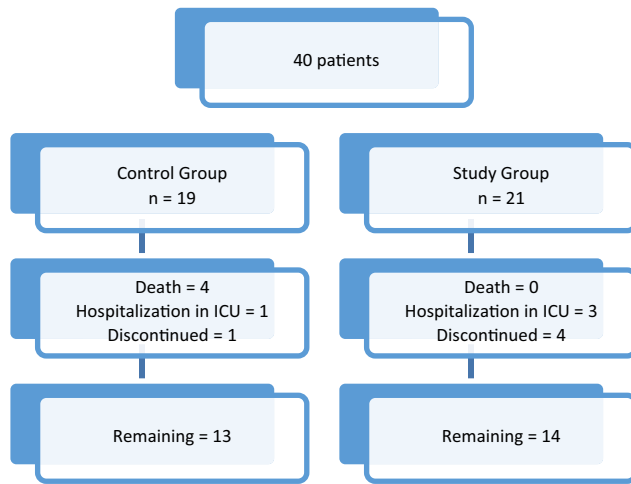 40 patients
Control Group
n = 19
Study Group
n = 21
Death = 4
Hospitalization in ICU = 1
Discontinued = 1
Death = 0
Hospitalization in ICU = 3
Discontinued = 4
Remaining = 13
Remaining = 14